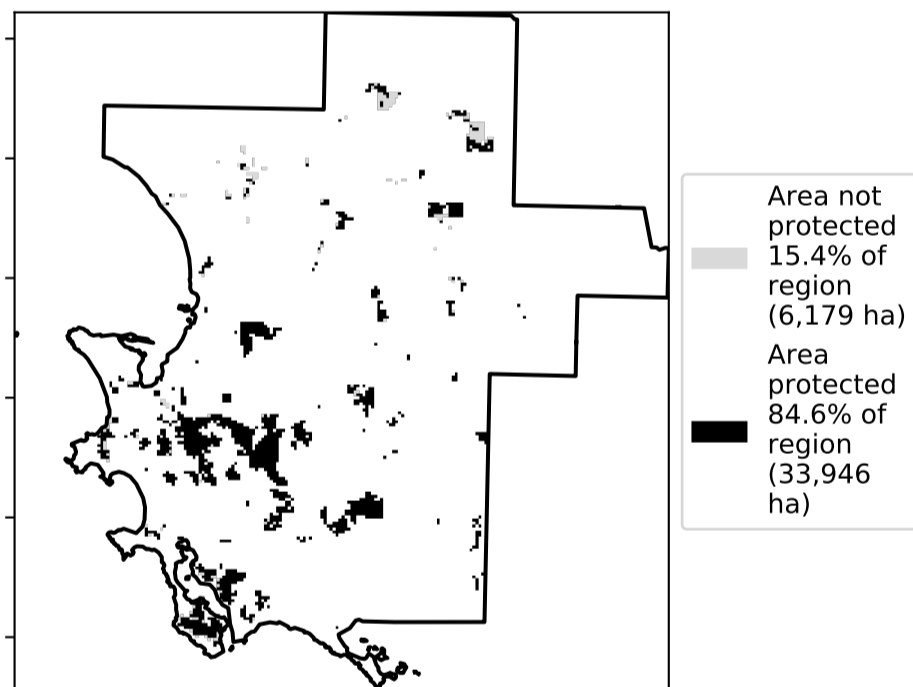 Area not
protected
15.4% of
region
(6,179 ha)
Area
protected
84.6% of
region
(33,946
ha)